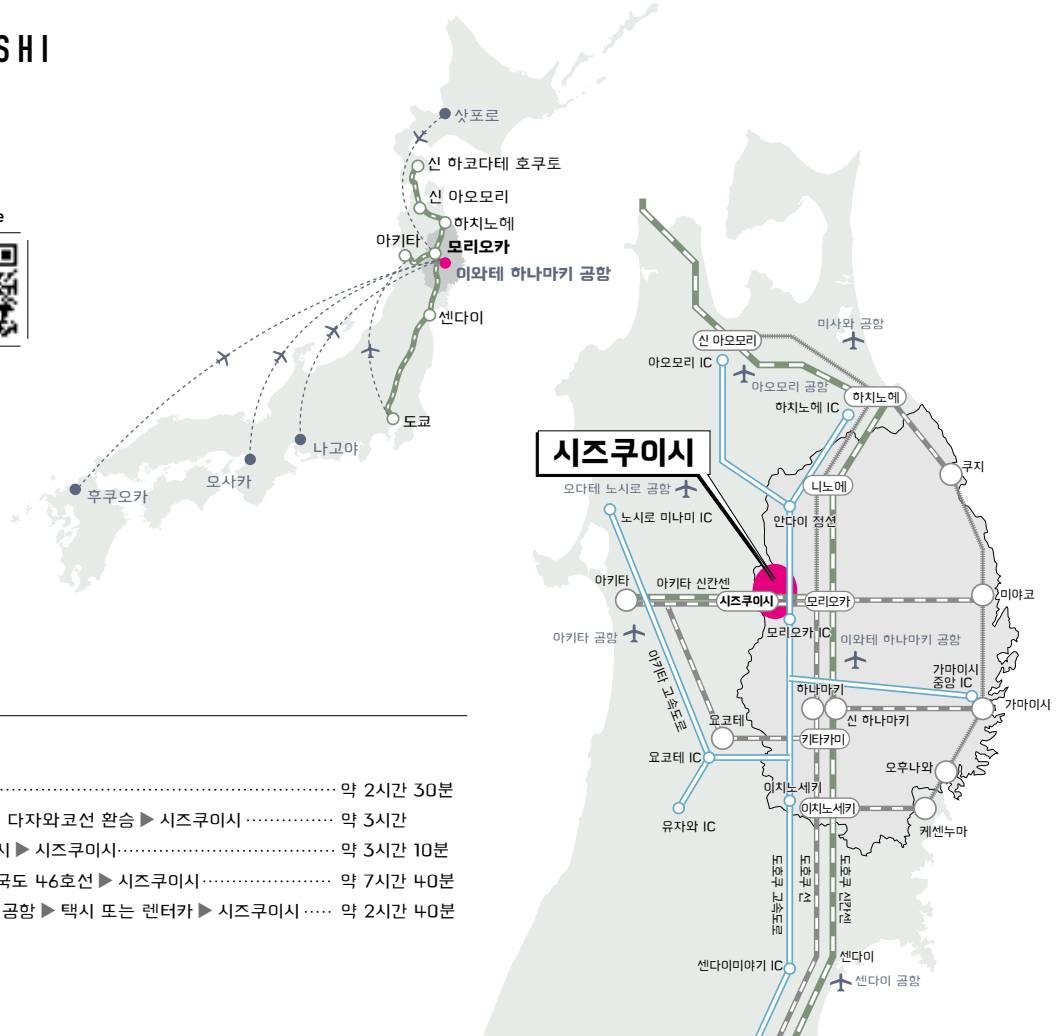 SHI
e
삿포로
신 하코다테 호쿠토
신 아오모리
하치노헤
아키타
모리오카
이와테 하나마키 공항
센다이
도쿄
나고야
오사카
후쿠오카
미사와 공항
신 아오모리
아오모리 IC
아오모리 공항
하치노헤
하치노헤 IC
시즈쿠이시
쿠지
니노헤
오다테 노시로 공항
노시로 미나미 IC
안다이 정션
아키타
아키타 신칸센
시즈쿠이시
모리오카
미야코
모리오카 IC
아키타 공항
이와테 하나마키 공항
아키타 고속도로
가마이시
중앙 IC
하나마키
가마이시
신 하나마키
요코테
키타카미
요코테 IC
오후나와
이치노세키
이치노세키
유자와 IC
케센누마
도호쿠 고속도로
도호쿠 선
도호쿠 신칸센
센다이
센다이미야기 IC
센다이 공항
약 2시간 30분
다자와코선 환승 ▶ 시즈쿠이시 약 3시간
시 ▶ 시즈쿠이시 약 3시간 10분
국도 46호선 ▶ 시즈쿠이시 약 7시간 40분
공항 ▶ 택시 또는 렌터카 ▶ 시즈쿠이시 약 2시간 40분